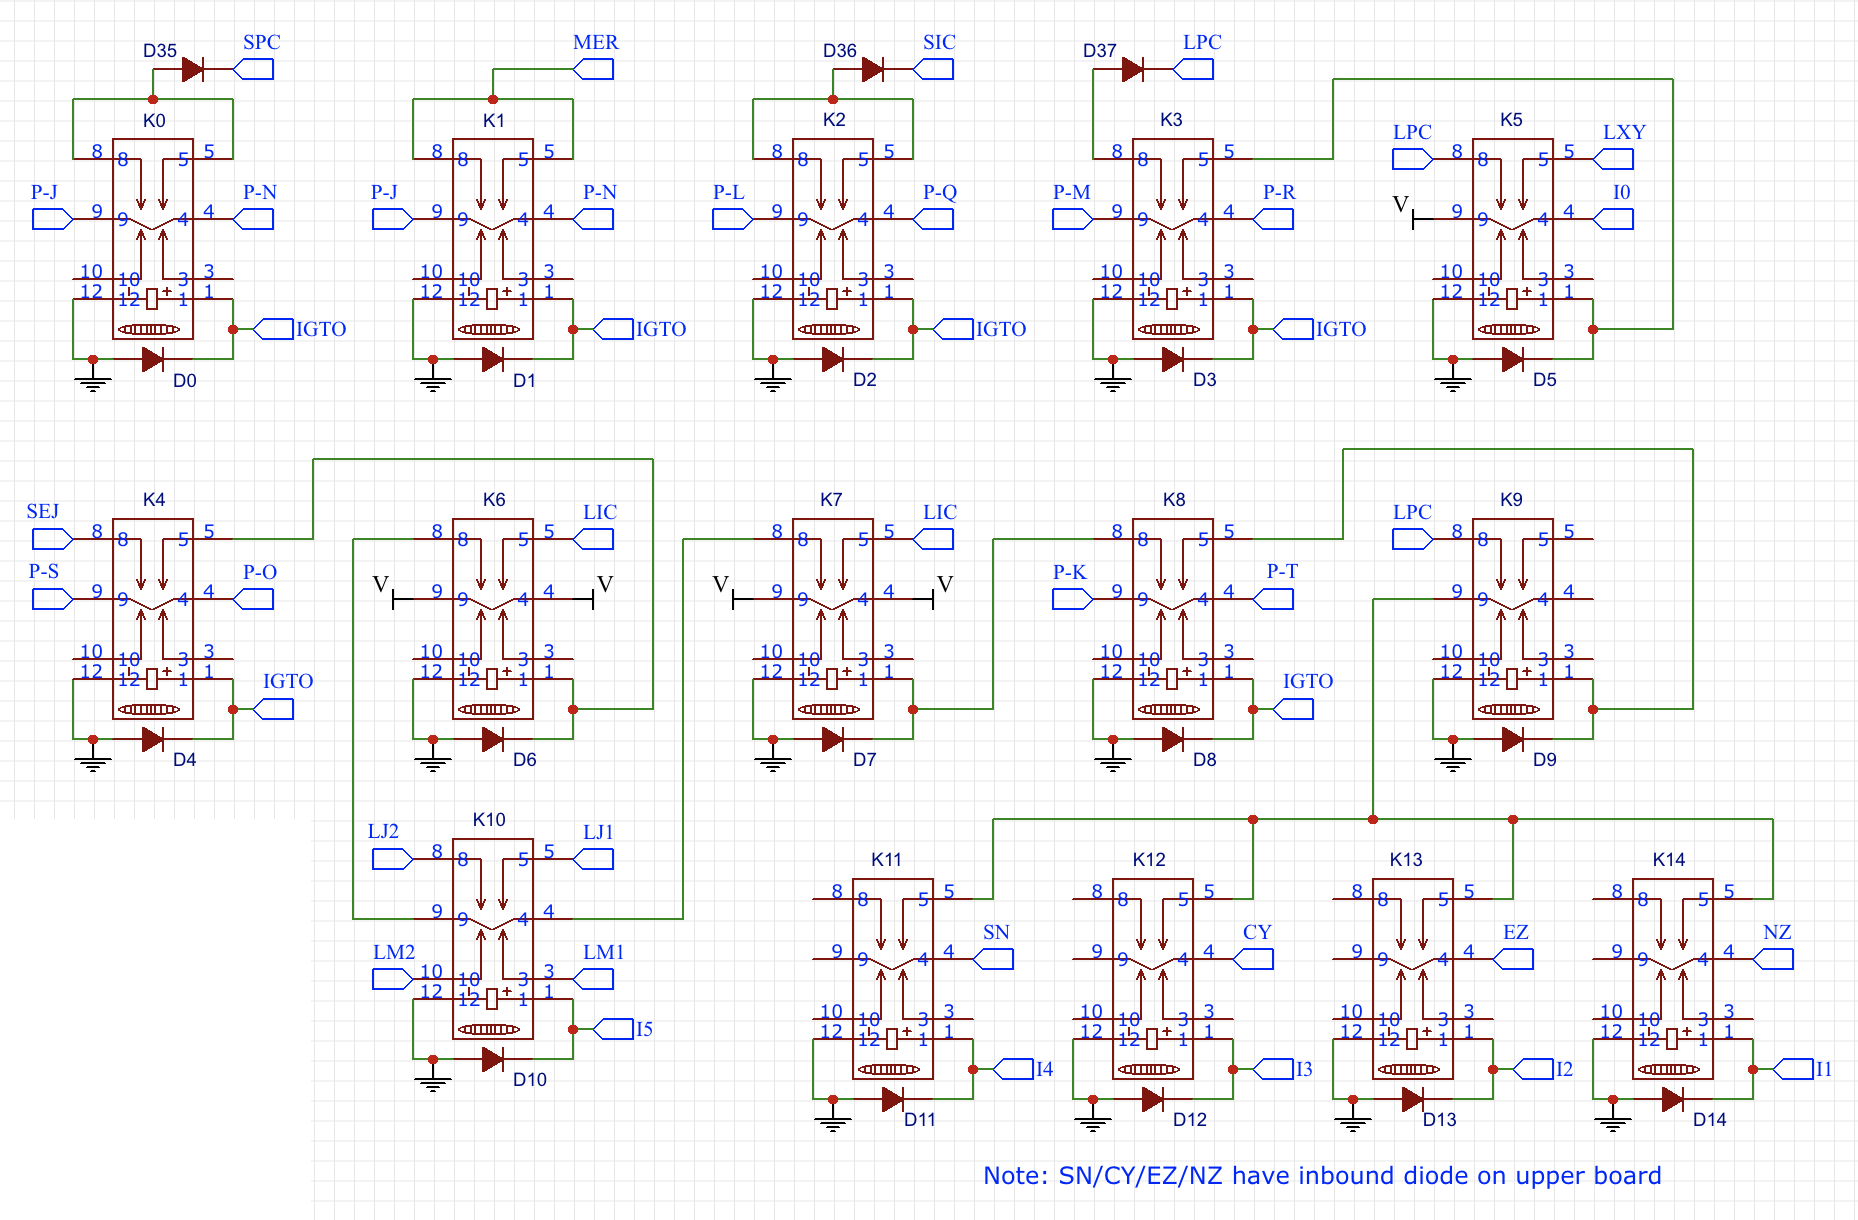 D35 SPC MER D36 SIC D37 LPC
K0 K1 K2 K3 K5
8 8 5 5 8 8 5 5 8 8 5 5 8 8 5 5 LPC 8 8 5 5 LXY
P-J 9 9 4 4 P-N P-J 9 9 4 4 P-N P-L 9 9 4 4 P-Q P-M 9 9 4 4 P-R V 9 9 4 4 I0
10 10 3 3 10 10 3 3 10 10 3 3 10 10 3 3 10 10 3 3
12 12 + 1 1 12 12 + 1 1 12 12 + 1 1 12 12 + 1 1 12 12 + 1 1
IGTO IGTO IGTO IGTO
D0 D1 D2 D3 D5
K4 K6 K7 K8 K9
SEJ 8 8 5 5 8 8 5 5 LIC 8 8 5 5 LIC 8 8 5 5 LPC 8 8 5 5
P-S 9 9 4 4 P-O V 9 9 4 4 V V 9 9 4 4 V P-K 9 9 4 4 P-T 9 9 4 4
10 10 3 3 10 10 3 3 10 10 3 3 10 10 3 3 10 10 3 3
12 12 + 1 1 12 12 + 1 1 12 12 + 1 1 12 12 + 1 1 12 12 + 1 1
IGTO IGTO
D4 D6 D7 D8 D9
K10
LJ2 8 8 5 5 LJ1
9 9 4 4
LM2 10 10 3 3 LM1
12 12 + 1 1
I5
D10
K11 K12 K13 K14
8 8 5 5 8 8 5 5 8 8 5 5 8 8 5 5
9 9 4 4 SN 9 9 4 4 CY 9 9 4 4 EZ 9 9 4 4 NZ
10 10 3 3 10 10 3 3 10 10 3 3 10 10 3 3
12 12 + 1 1 12 12 + 1 1 12 12 + 1 1 12 12 + 1 1
I4 I3 I2 I1
D11 D12 D13 D14
Note: SN/CY/EZ/NZ have inbound diode on upper board